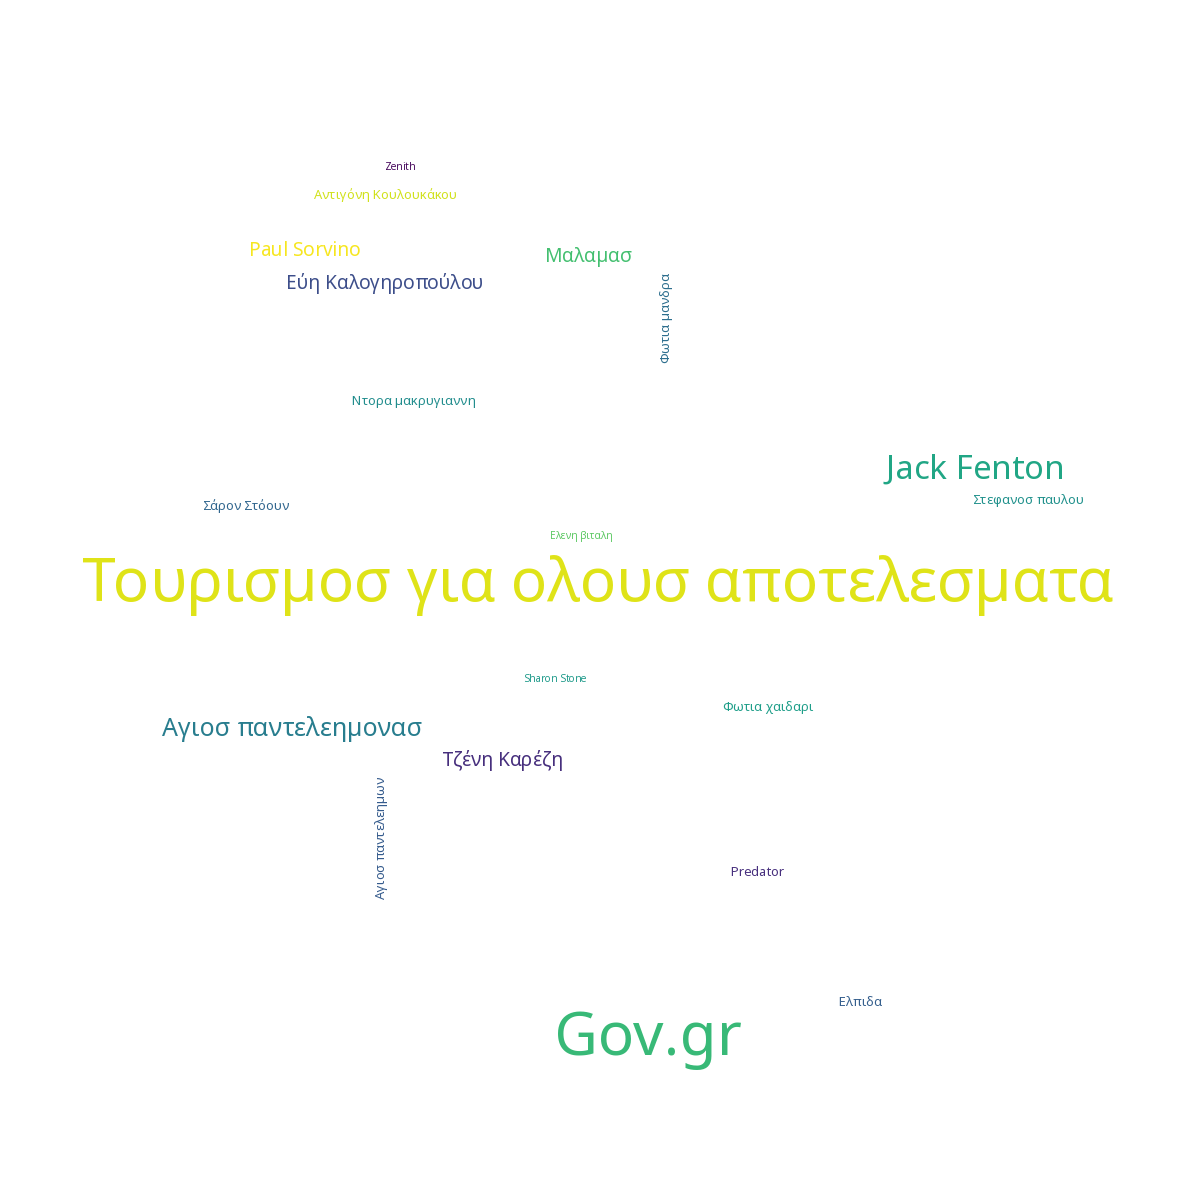 Zenith
Αντιγόνη Κουλουκάκου
Paul Sorvino
Μαλαμασ
Εύη Καλογηροπούλου
Φωτια μανδρα
Ντορα μακρυγιαννη
Jack Fenton
Στεφανοσ παυλου
Σάρον Στόουν
Ελενη βιταλη
Τουρισμοσ για ολουσ αποτελεσματα
Sharon Stone
Φωτια χαιδαρι
Αγιοσ παντελεημονασ
Τζένη Καρέζη
Αγιοσ παντελεημων
Predator
Ελπιδα
Gov.gr